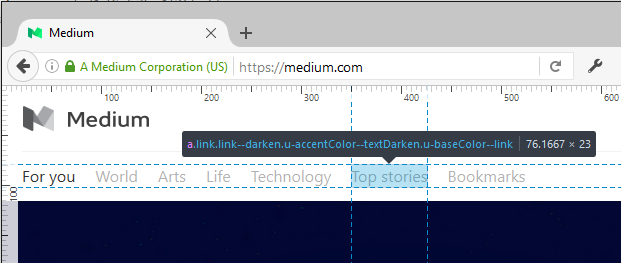 Medium
A Medium Corporation (US) https://medium.com
100 200 300 400 500 600
Medium
a.link.link--darken.u-accentColor--textDarken.u-baseColor--link 76.1667 × 23
For you World Arts Life Technology Top stories Bookmarks
100